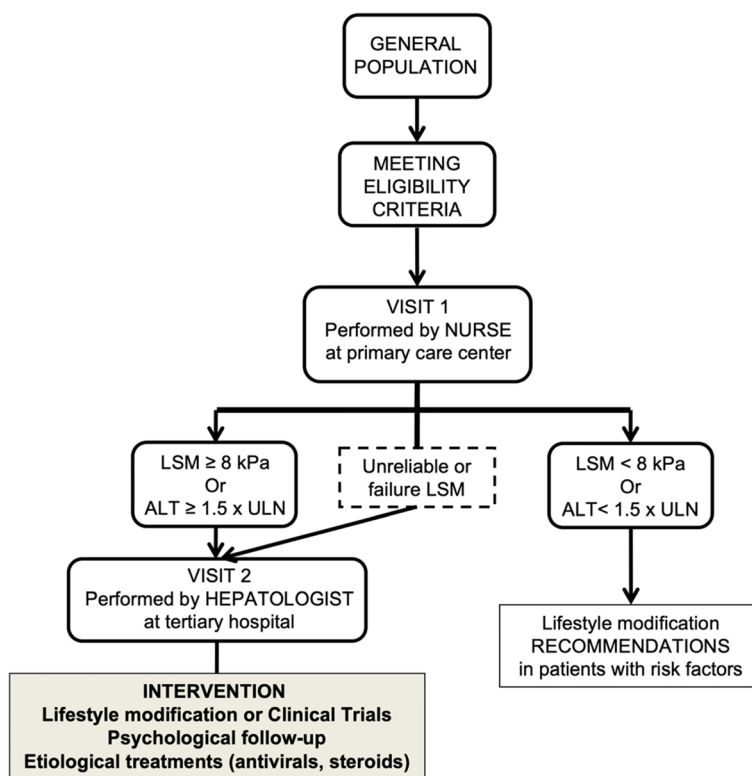 GENERAL
POPULATION
MEETING
ELIGIBILITY
CRITERIA
VISIT 1
Performed by NURSE
at primary care center
LSM ≥ 8 kPa
Or
ALT ≥ 1.5 x ULN
Unreliable or
failure LSM
LSM < 8 kPa
Or
ALT< 1.5 x ULN
VISIT 2
Performed by HEPATOLOGIST
at tertiary hospital
Lifestyle modification
RECOMMENDATIONS
in patients with risk factors
INTERVENTION
Lifestyle modification or Clinical Trials
Psychological follow-up
Etiological treatments (antivirals, steroids)